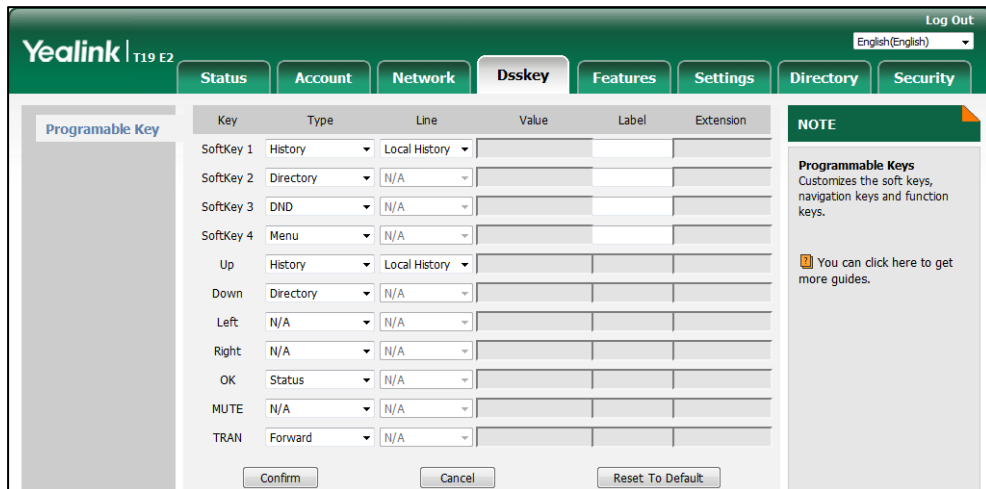 Log Out
Yealink T19 E2
English(English)
Status Account Network Dsskey Features Settings Directory Security
Programable Key
Key Type Line Value Label Extension
SoftKey 1 History Local History
SoftKey 2 Directory N/A
SoftKey 3 DND N/A
SoftKey 4 Menu N/A
Up History Local History
Down Directory N/A
Left N/A N/A
Right N/A N/A
OK Status N/A
MUTE N/A N/A
TRAN Forward N/A
Confirm Cancel Reset To Default
NOTE
Programmable Keys
Customizes the soft keys,
navigation keys and function
keys.
? You can click here to get
more guides.